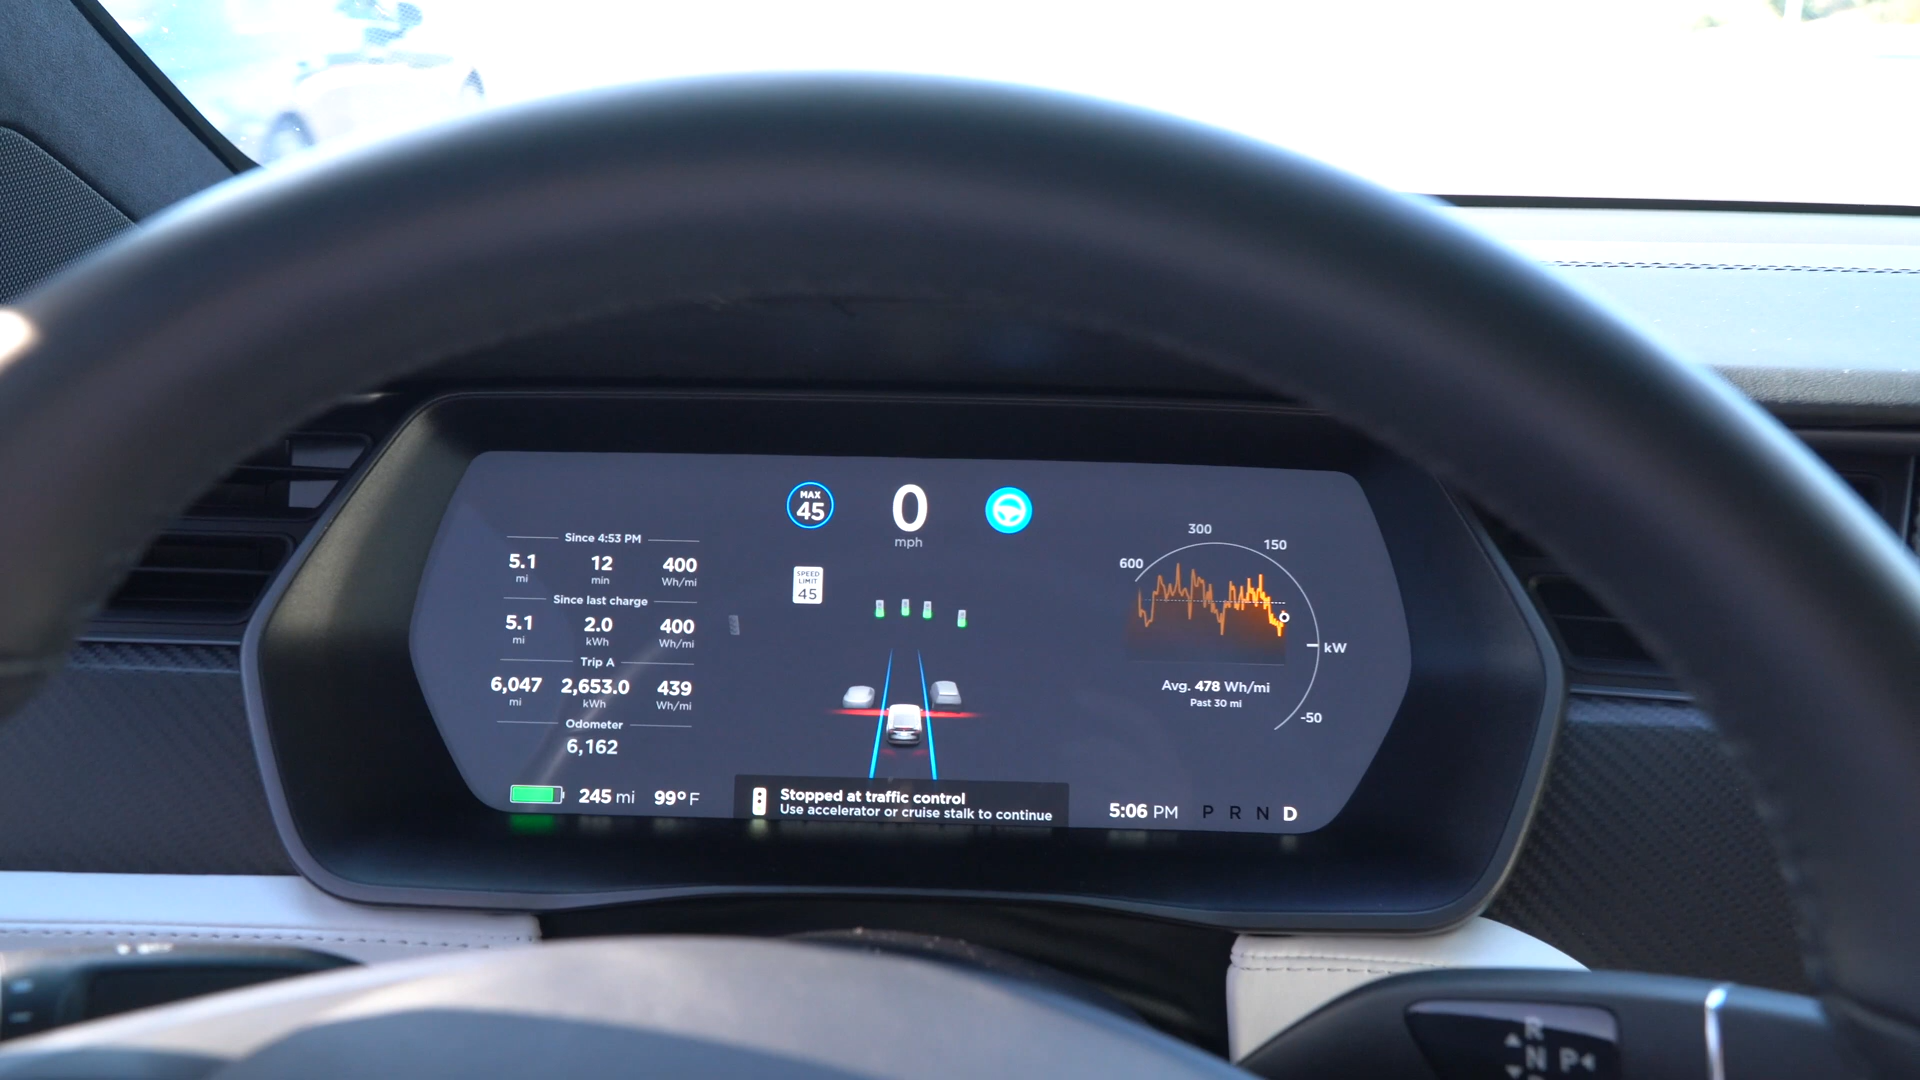 MAX
45
0
mph
SPEED
LIMIT
45
Since 4:53 PM
5.1 12 400
mi min Wh/mi
Since last charge
5.1 2.0 400
mi kWh Wh/mi
Trip A
6,047 2,653.0 439
mi kWh Wh/mi
Odometer
6,162
245 mi 99° F
Stopped at traffic control
Use accelerator or cruise stalk to continue
600 300 150
kW
-50
Avg. 478 Wh/mi
Past 30 mi
5:06 PM P R N D
R
N P